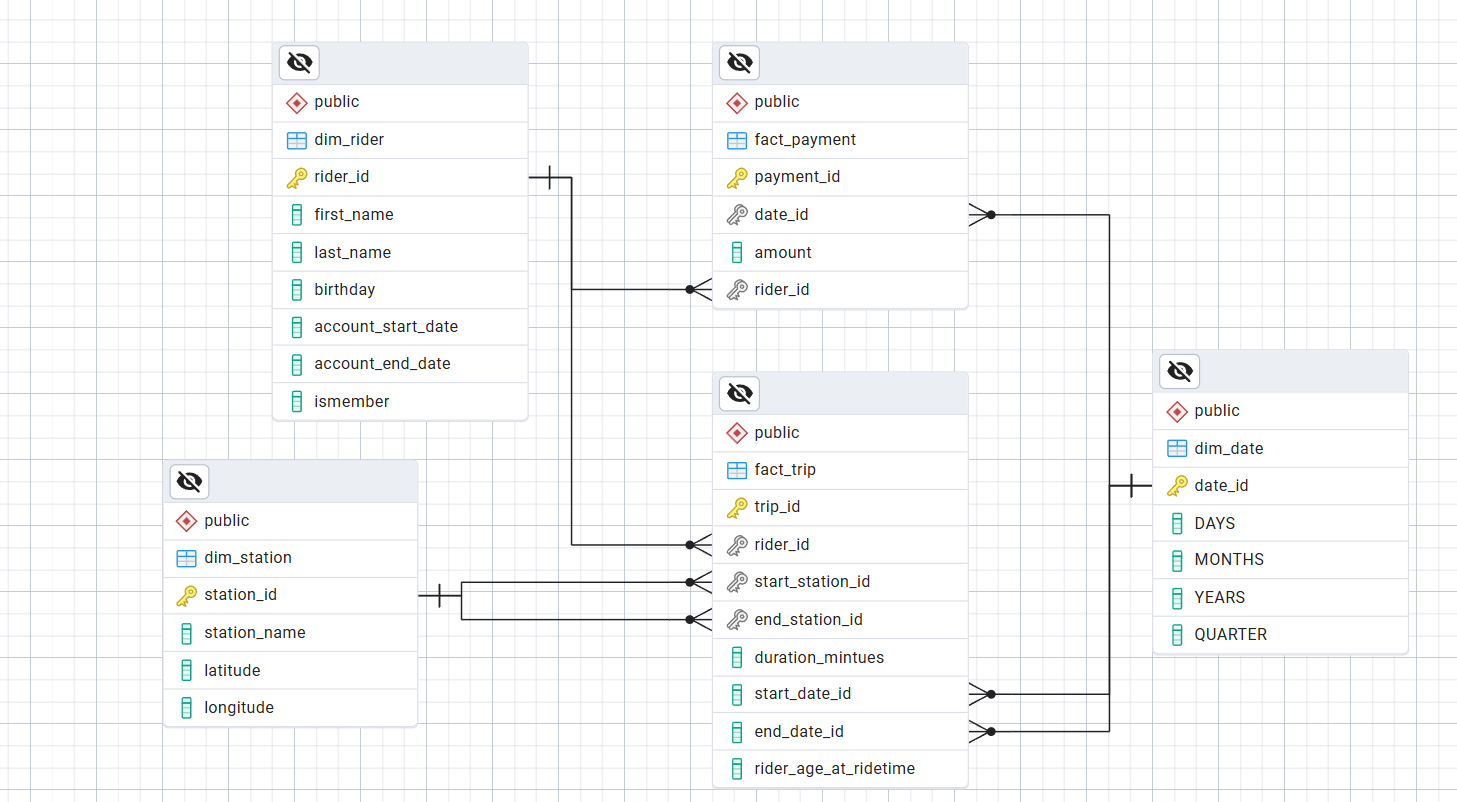 public
dim_rider
rider_id
first_name
last_name
birthday
account_start_date
account_end_date
ismember
public
fact_payment
payment_id
date_id
amount
rider_id
public
dim_station
station_id
station_name
latitude
longitude
public
fact_trip
trip_id
rider_id
start_station_id
end_station_id
duration_mintues
start_date_id
end_date_id
rider_age_at_ridetime
public
dim_date
date_id
DAYS
MONTHS
YEARS
QUARTER